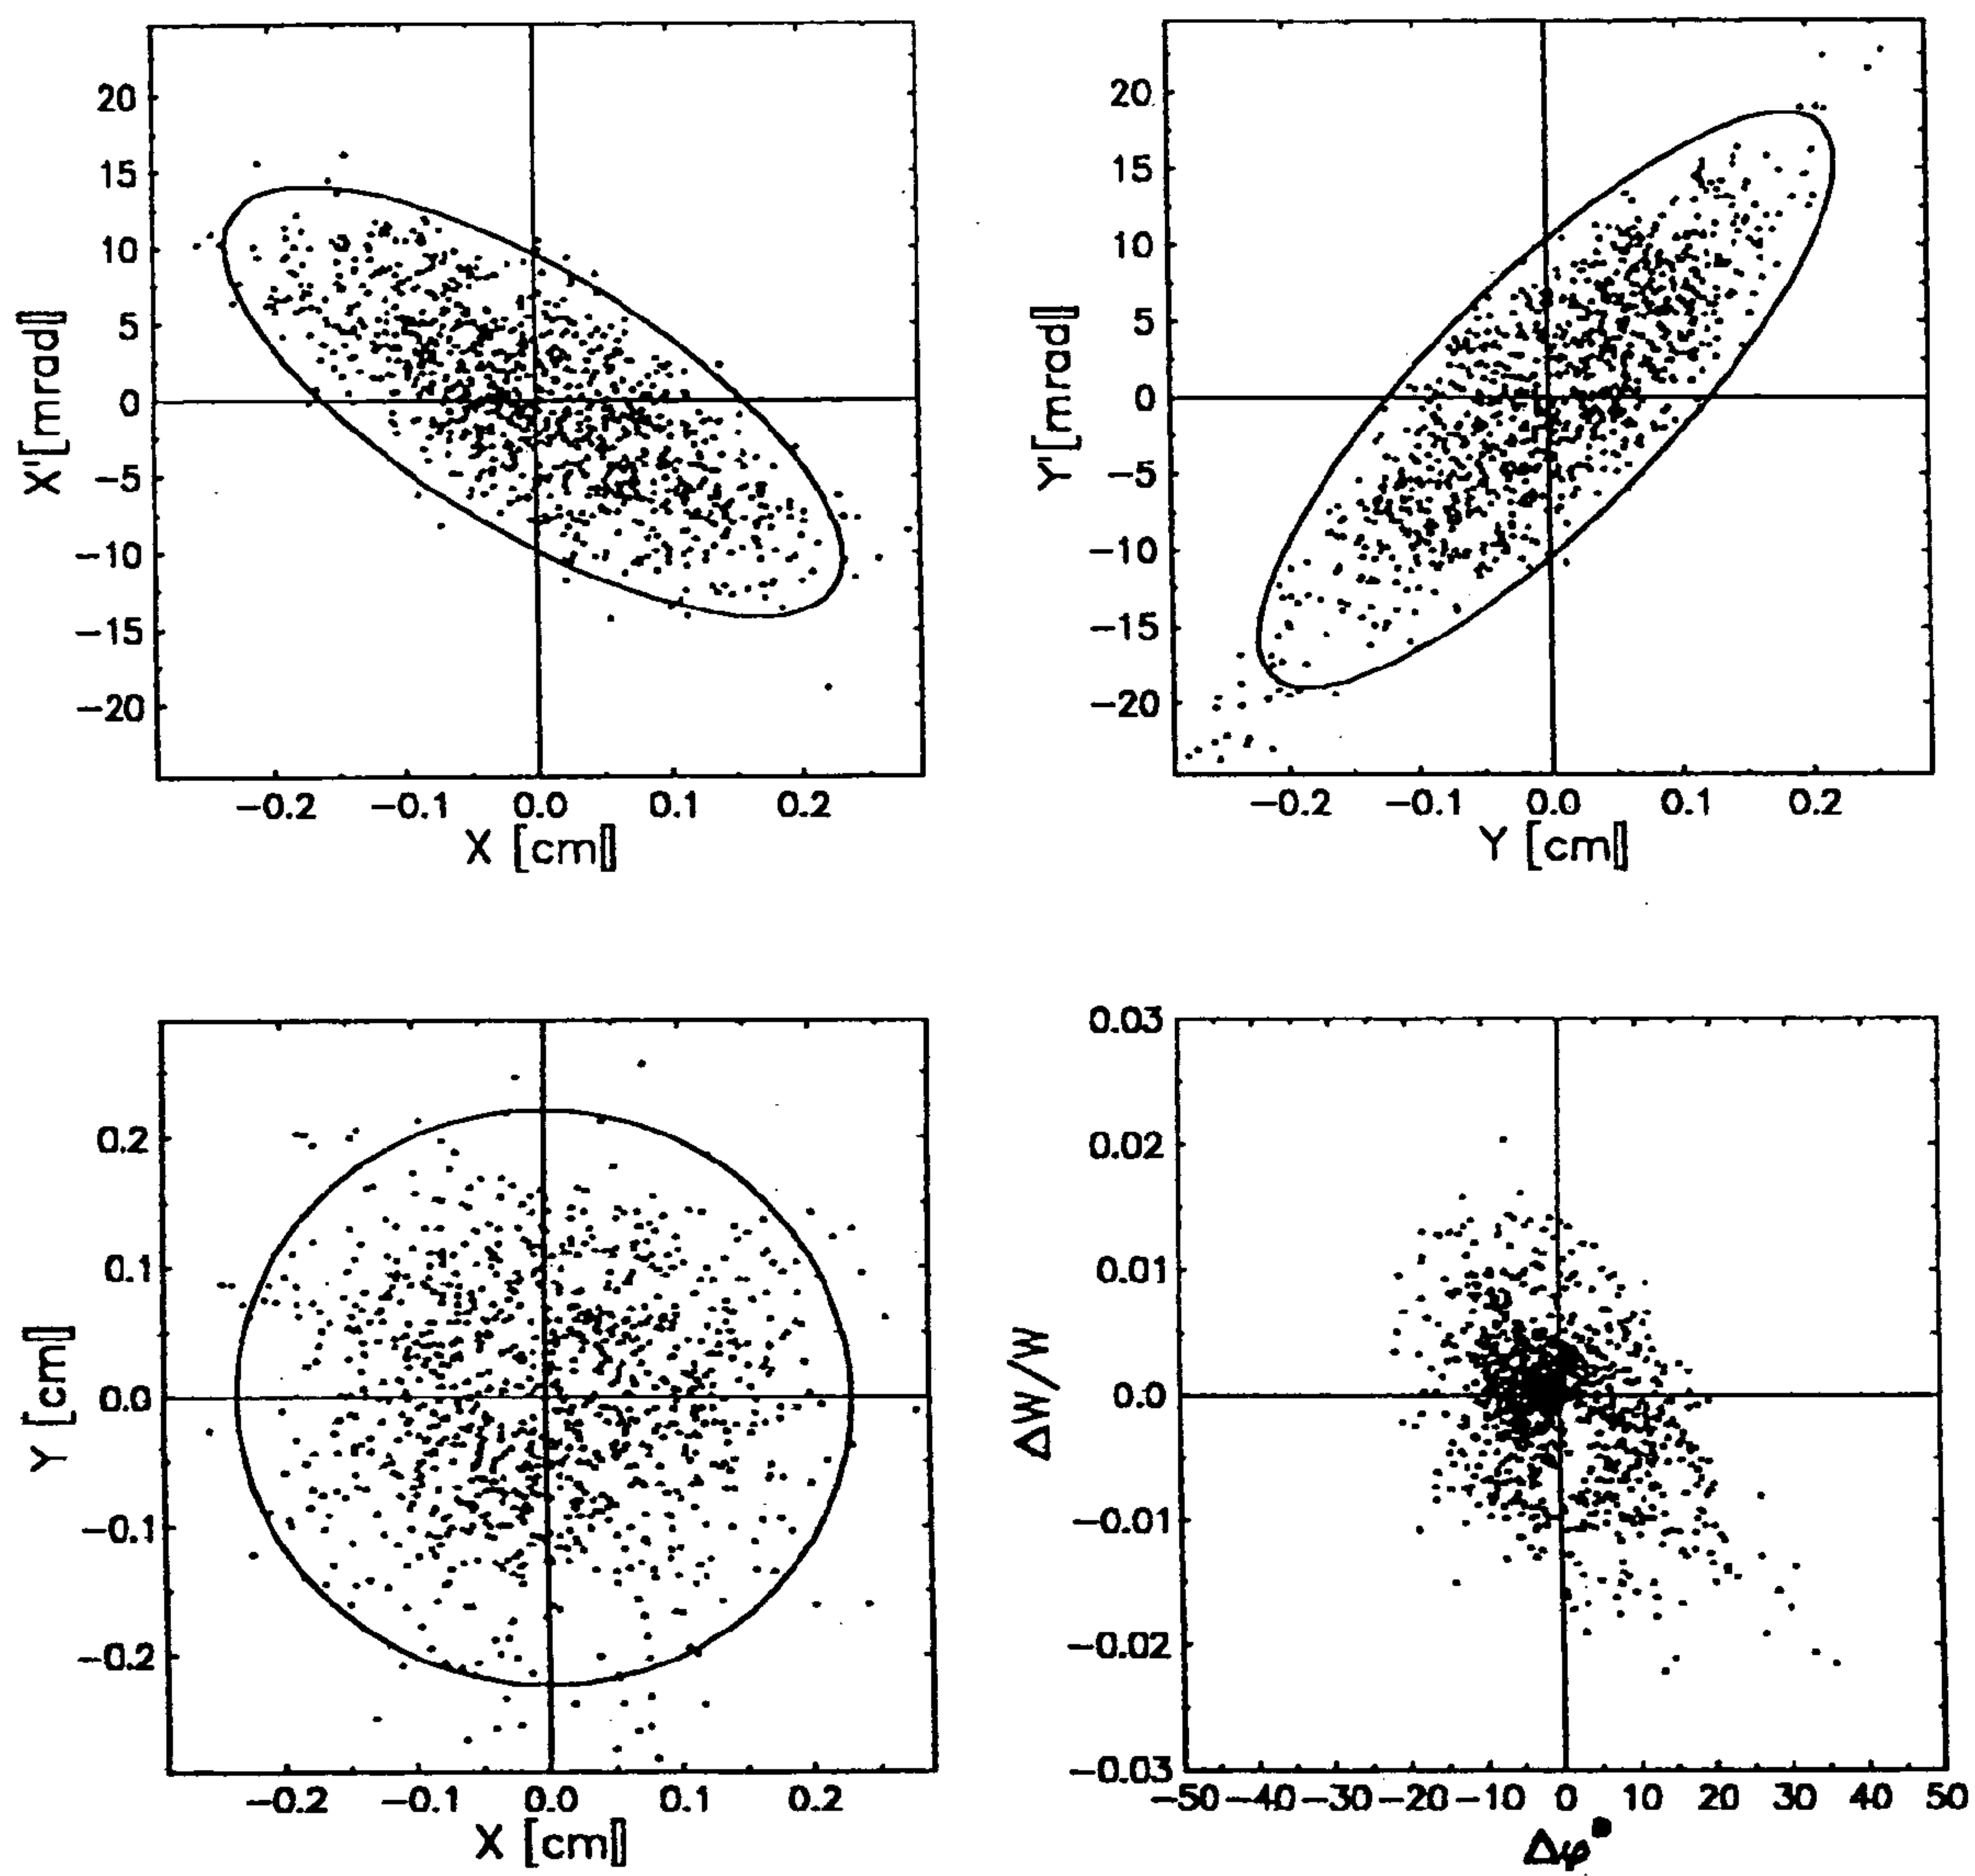 20
15
10
5
0
−5
−10
−15
−20
X'[mrad]
−0.2 −0.1 0.0 0.1 0.2
X [cm]
20
15
10
5
0
−5
−10
−15
−20
Y'[mrad]
−0.2 −0.1 0.0 0.1 0.2
Y [cm]
0.2
0.1
0.0
−0.1
−0.2
Y [cm]
−0.2 −0.1 0.0 0.1 0.2
X [cm]
0.03
0.02
0.01
0.0
−0.01
−0.02
−0.03
ΔW/W
−50 −40 −30 −20 −10 0 10 20 30 40 50
Δφ°